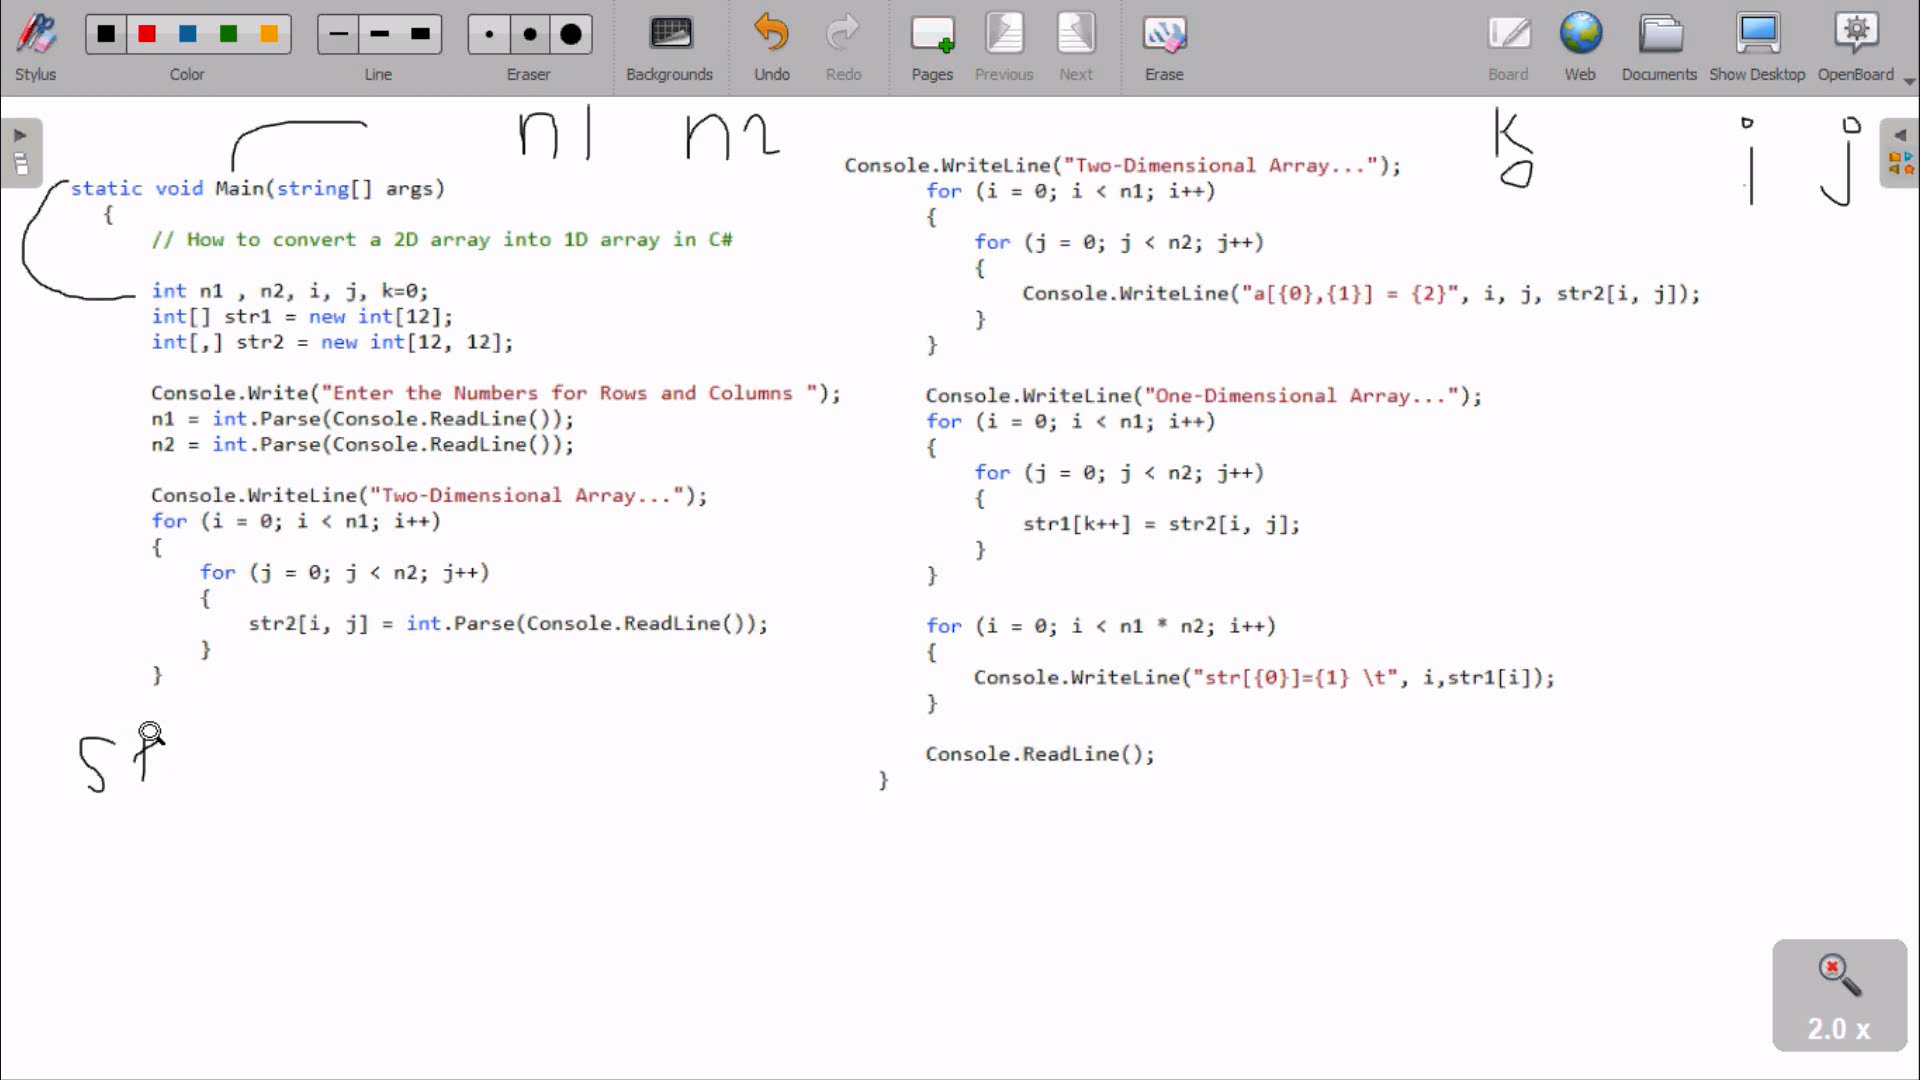 Stylus Color Line Eraser Backgrounds Undo Redo Pages Previous Next Erase Board Web Documents Show Desktop OpenBoard
n1 n2 k i j
0
static void Main(string[] args)
{
// How to convert a 2D array into 1D array in C#
int n1 , n2, i, j, k=0;
int[] str1 = new int[12];
int[,] str2 = new int[12, 12];
Console.Write("Enter the Numbers for Rows and Columns ");
n1 = int.Parse(Console.ReadLine());
n2 = int.Parse(Console.ReadLine());
Console.WriteLine("Two-Dimensional Array...");
for (i = 0; i < n1; i++)
{
for (j = 0; j < n2; j++)
{
str2[i, j] = int.Parse(Console.ReadLine());
}
}
st
Console.WriteLine("Two-Dimensional Array...");
for (i = 0; i < n1; i++)
{
for (j = 0; j < n2; j++)
{
Console.WriteLine("a[{0},{1}] = {2}", i, j, str2[i, j]);
}
}
Console.WriteLine("One-Dimensional Array...");
for (i = 0; i < n1; i++)
{
for (j = 0; j < n2; j++)
{
str1[k++] = str2[i, j];
}
}
for (i = 0; i < n1 * n2; i++)
{
Console.WriteLine("str[{0}]={1} \t", i,str1[i]);
}
Console.ReadLine();
}
2.0 x